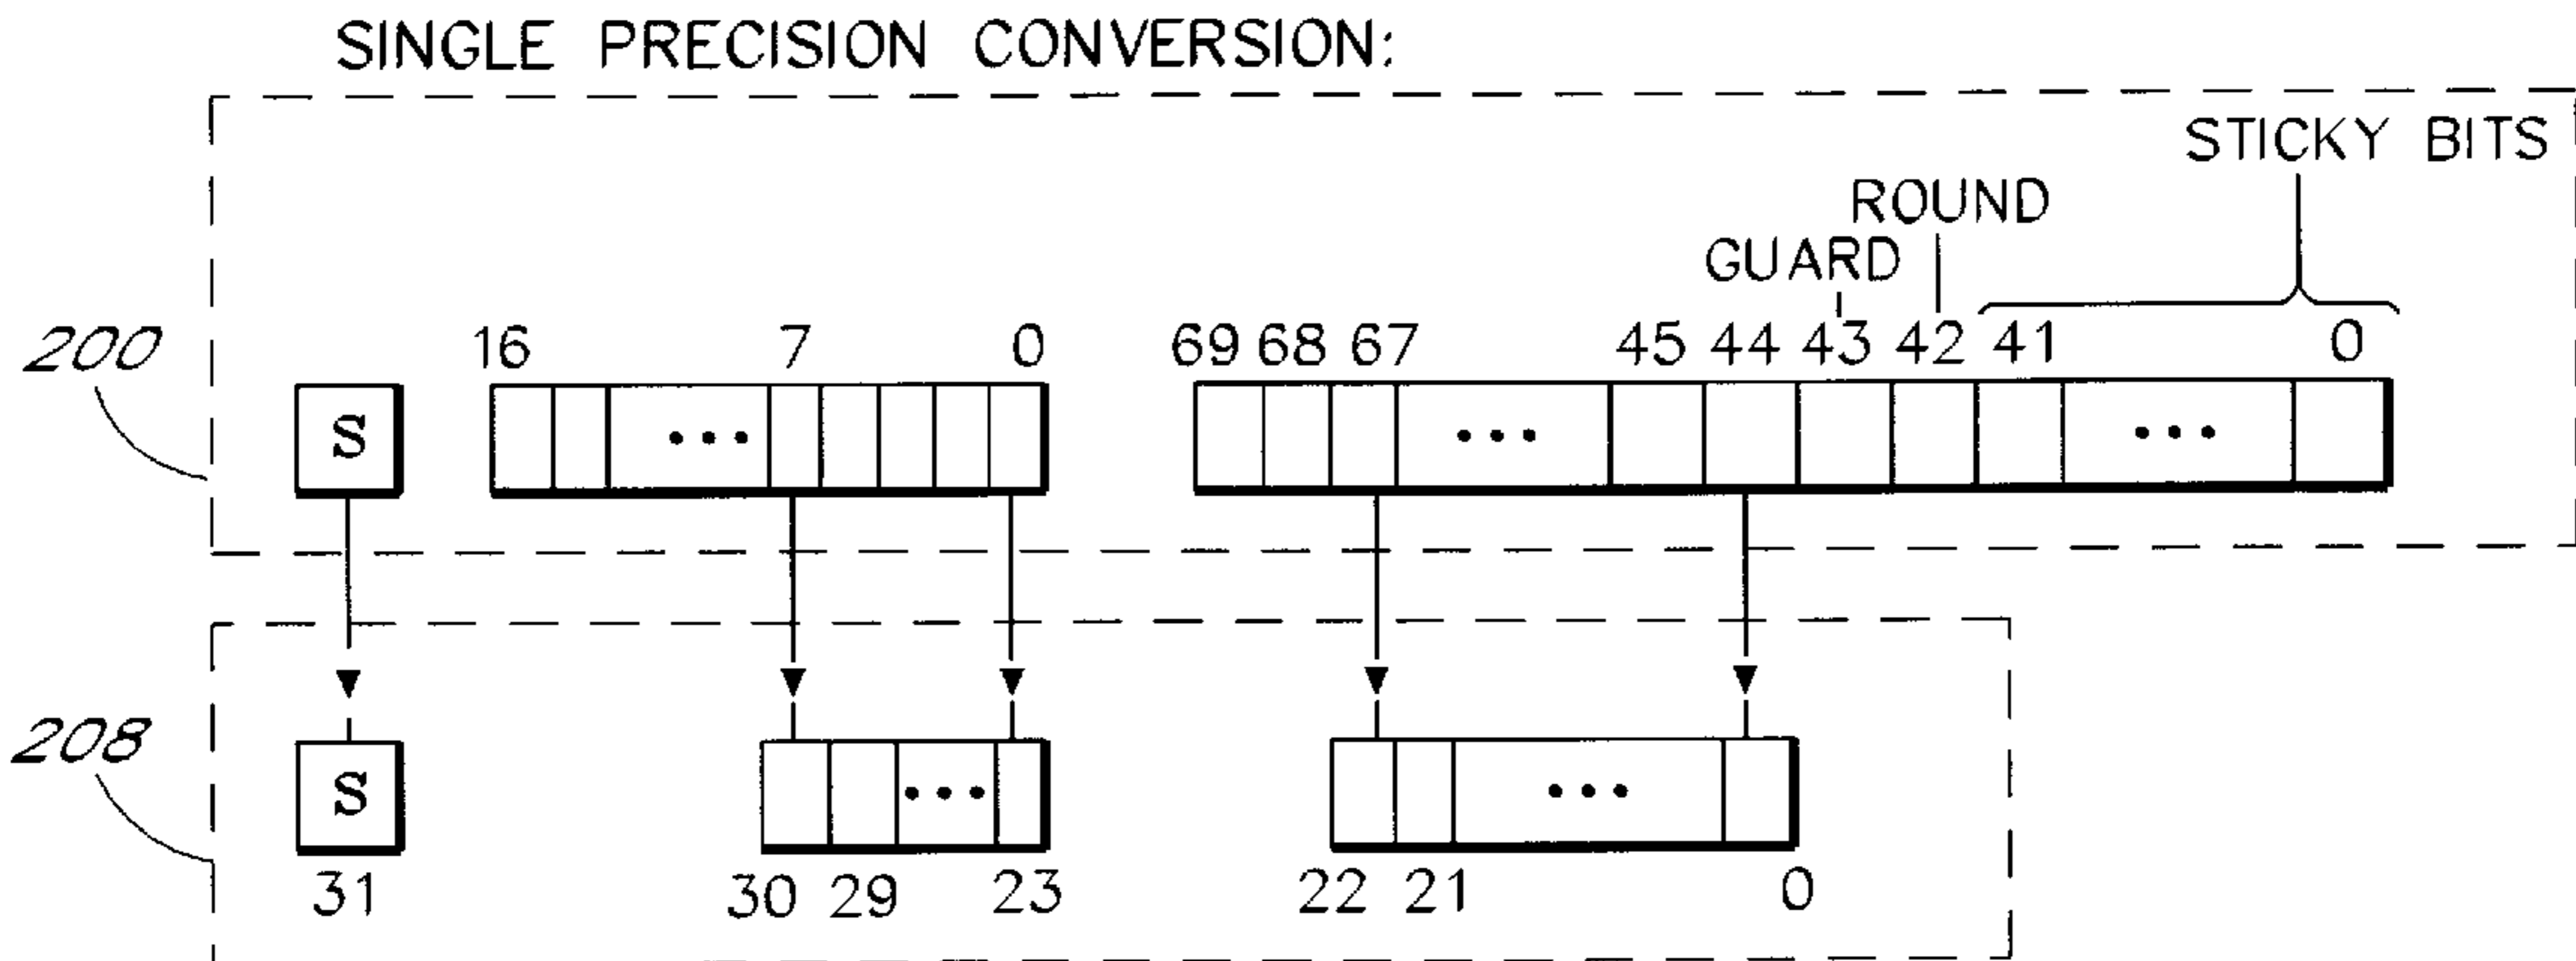 SINGLE PRECISION CONVERSION:
STICKY BITS
ROUND
GUARD
200
16 7 0 69 68 67 45 44 43 42 41 0
S
208
S
31 30 29 23 22 21 0